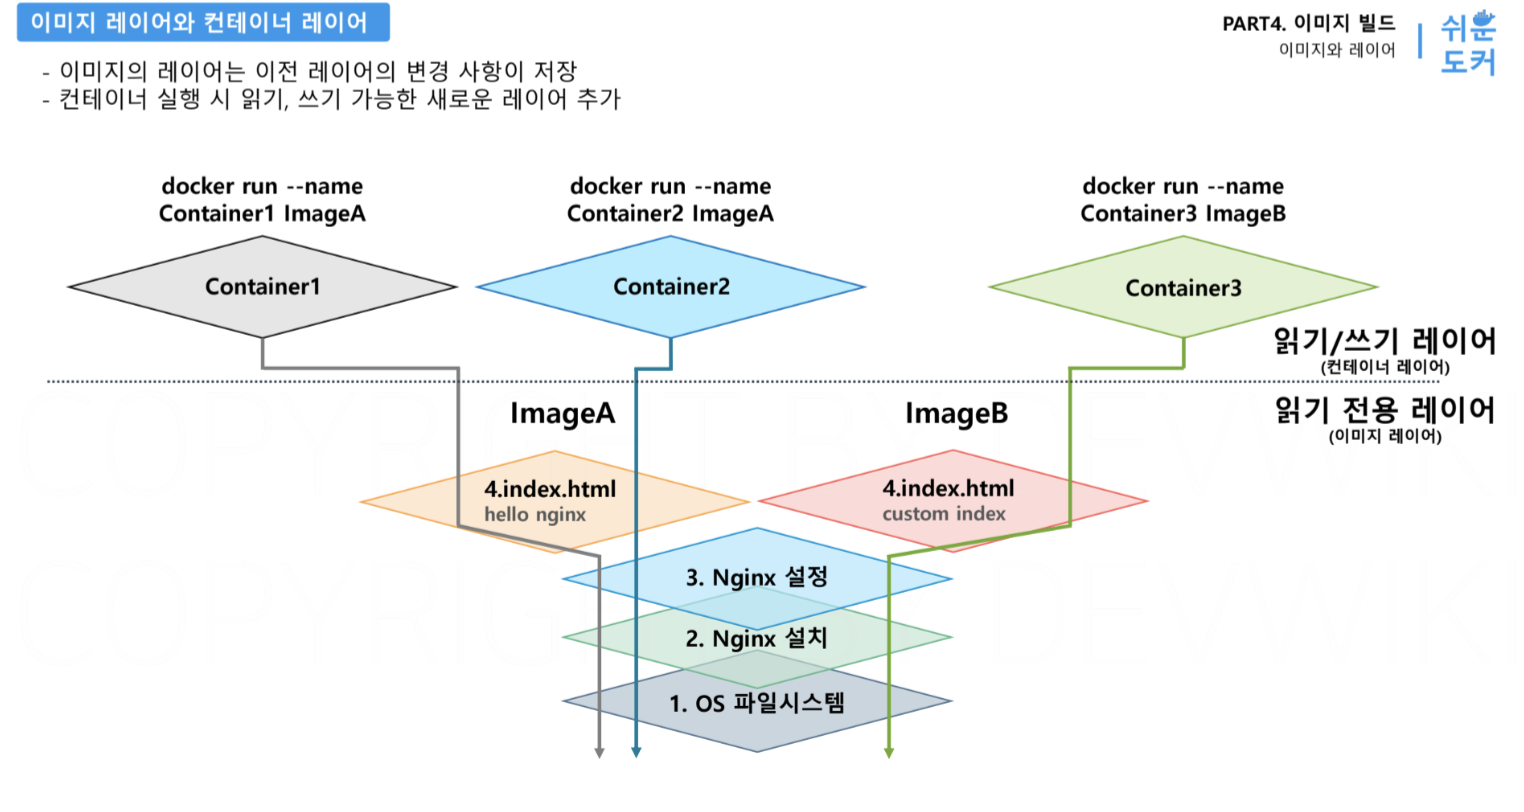 이미지 레이어와 컨테이너 레이어
PART4. 이미지 빌드
이미지와 레이어
쉬운
도커
- 이미지의 레이어는 이전 레이어의 변경 사항이 저장
- 컨테이너 실행 시 읽기, 쓰기 가능한 새로운 레이어 추가
docker run --name
Container1 ImageA
docker run --name
Container2 ImageA
docker run --name
Container3 ImageB
Container1
Container2
Container3
읽기/쓰기 레이어
(컨테이너 레이어)
ImageA
ImageB
읽기 전용 레이어
(이미지 레이어)
4.index.html
hello nginx
4.index.html
custom index
3. Nginx 설정
2. Nginx 설치
1. OS 파일시스템
COPYRIGHT BY DEVWIKI
COPYRIGHT BY DEVWIKI